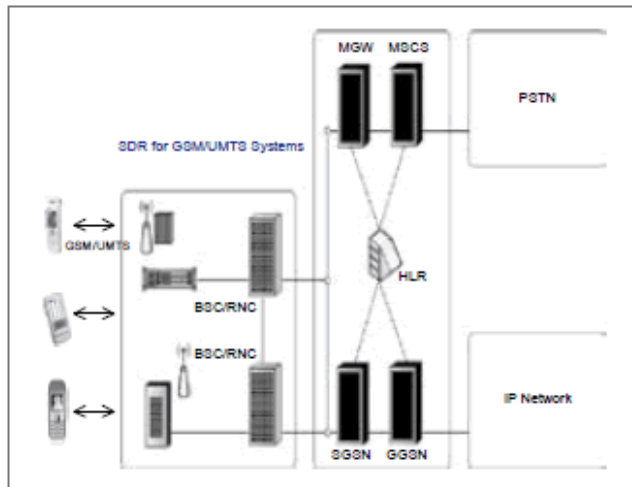 MGW MSCS
PSTN
SDR for GSM/UMTS Systems
GSM/UMTS
HLR
BSC/RNC
BSC/RNC
IP Network
SGSN GGSN